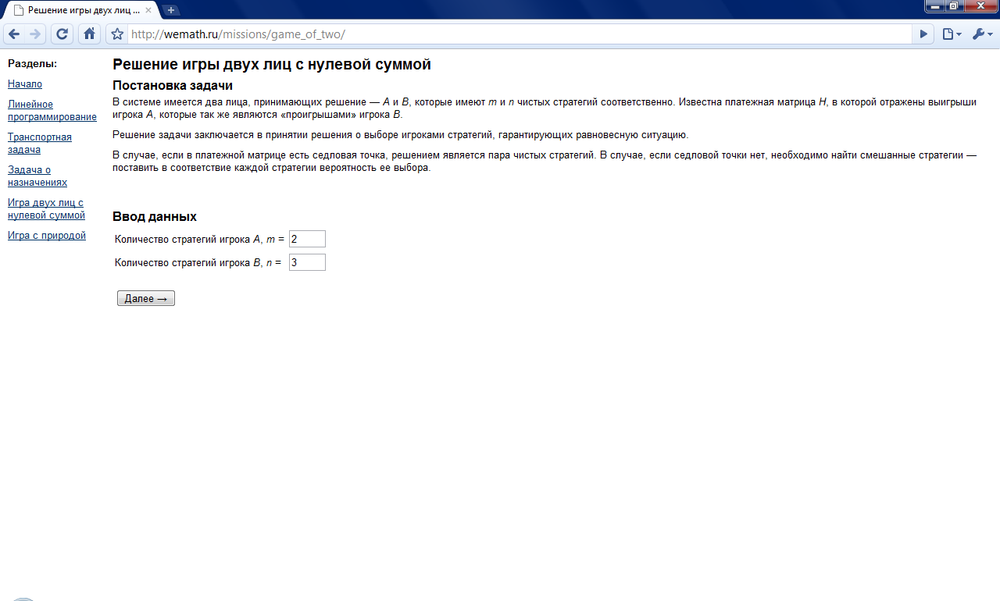 Решение игры двух лиц ...
http://wemath.ru/missions/game_of_two/
Разделы:
Начало
Линейное
программирование
Транспортная
задача
Задача о
назначениях
Игра двух лиц с
нулевой суммой
Игра с природой
Решение игры двух лиц с нулевой суммой
Постановка задачи
В системе имеется два лица, принимающих решение — A и B, которые имеют m и n чистых стратегий соответственно. Известна платежная матрица H, в которой отражены выигрыши
игрока A, которые так же являются «проигрышами» игрока B.
Решение задачи заключается в принятии решения о выборе игроками стратегий, гарантирующих равновесную ситуацию.
В случае, если в платежной матрице есть седловая точка, решением является пара чистых стратегий. В случае, если седловой точки нет, необходимо найти смешанные стратегии —
поставить в соответствие каждой стратегии вероятность ее выбора.
Ввод данных
Количество стратегий игрока A, m = 2
Количество стратегий игрока B, n = 3
Далее →